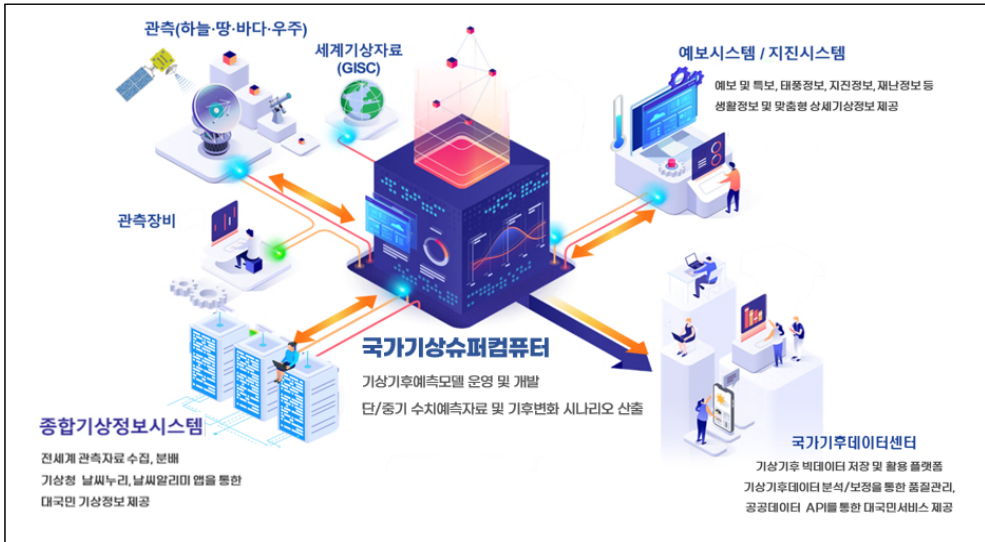 관측(하늘·땅·바다·우주)
세계기상자료
(GISC)
예보시스템 / 지진시스템
예보 및 특보, 태풍정보, 지진정보, 재난정보 등
생활정보 및 맞춤형 상세기상정보 제공
관측장비
국가기상슈퍼컴퓨터
기상기후예측모델 운영 및 개발
단/중기 수치예측자료 및 기후변화 시나리오 산출
종합기상정보시스템
전세계 관측자료 수집, 분배
기상청 날씨누리, 날씨알리미 앱을 통한
대국민 기상정보 제공
국가기후데이터센터
기상기후 빅데이터 저장 및 활용 플랫폼
기상기후데이터 분석/보정을 통한 품질관리,
공공데이터 API를 통한 대국민서비스 제공